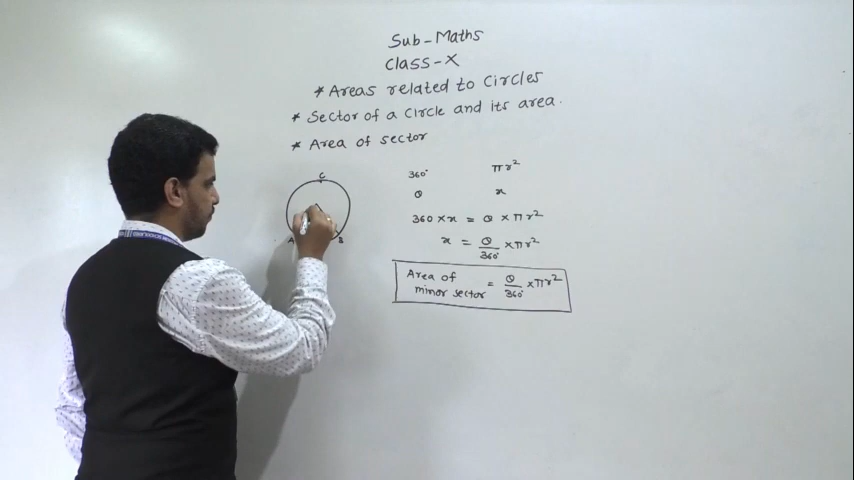 Sub-Maths
Class-X
* Areas related to Circles
* Sector of a Circle and its area.
* Area of sector
C
A
B
360° πr²
θ x
360 × x = θ × πr²
x = θ/360° × πr²
Area of minor sector = θ/360° × πr²